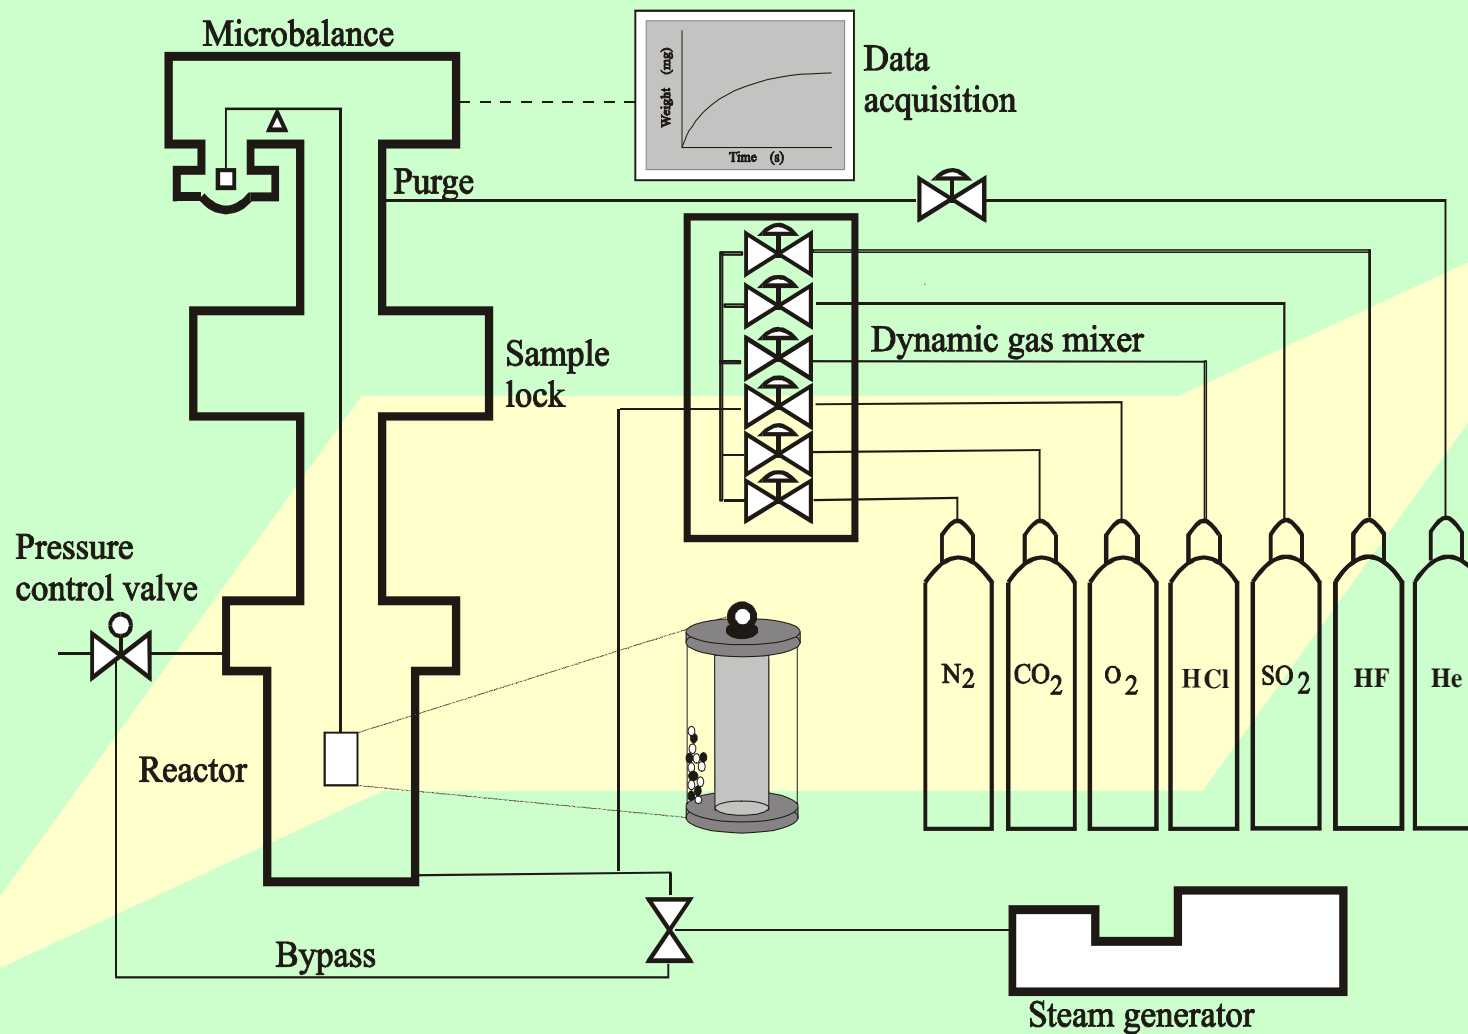 Microbalance
Data
acquisition
Weight (mg)
Time (s)
Purge
Dynamic gas mixer
Sample
lock
Pressure
control valve
N2
CO2
O2
HCl
SO2
HF
He
Reactor
Bypass
Steam generator